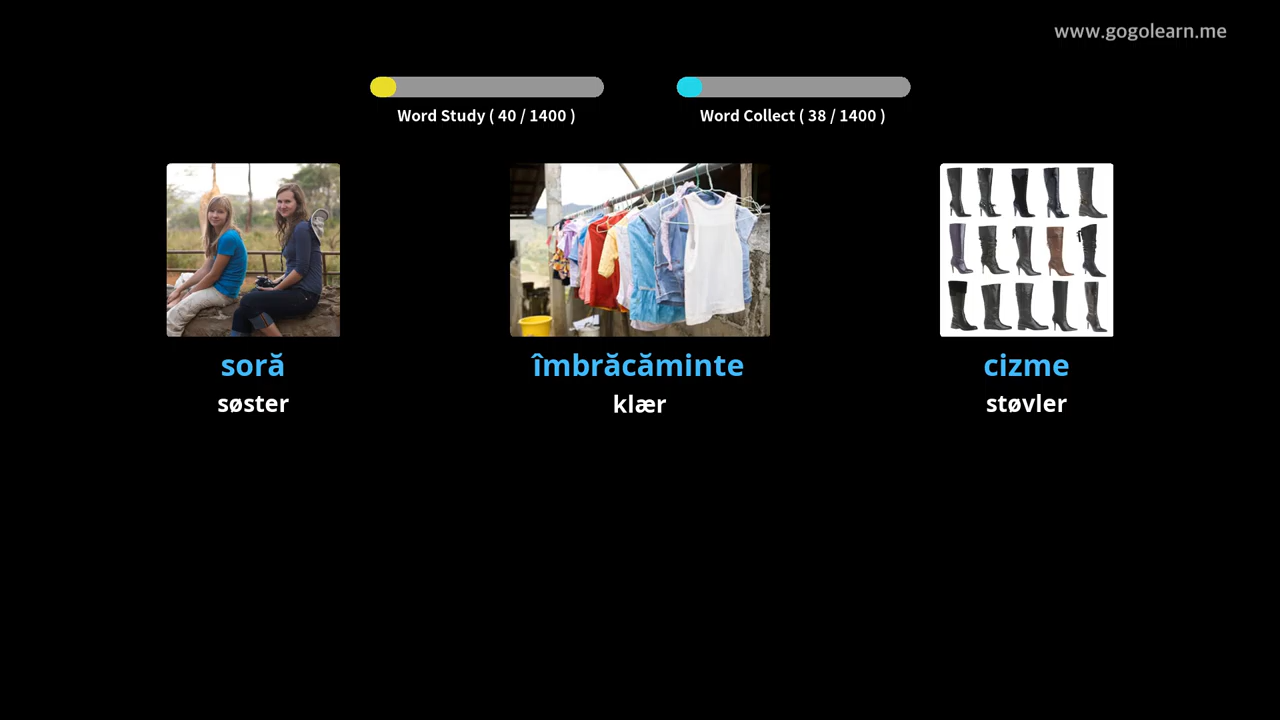 www.gogolearn.me
Word Study ( 40 / 1400 )
Word Collect ( 38 / 1400 )
soră
îmbrăcăminte
cizme
søster
klær
støvler